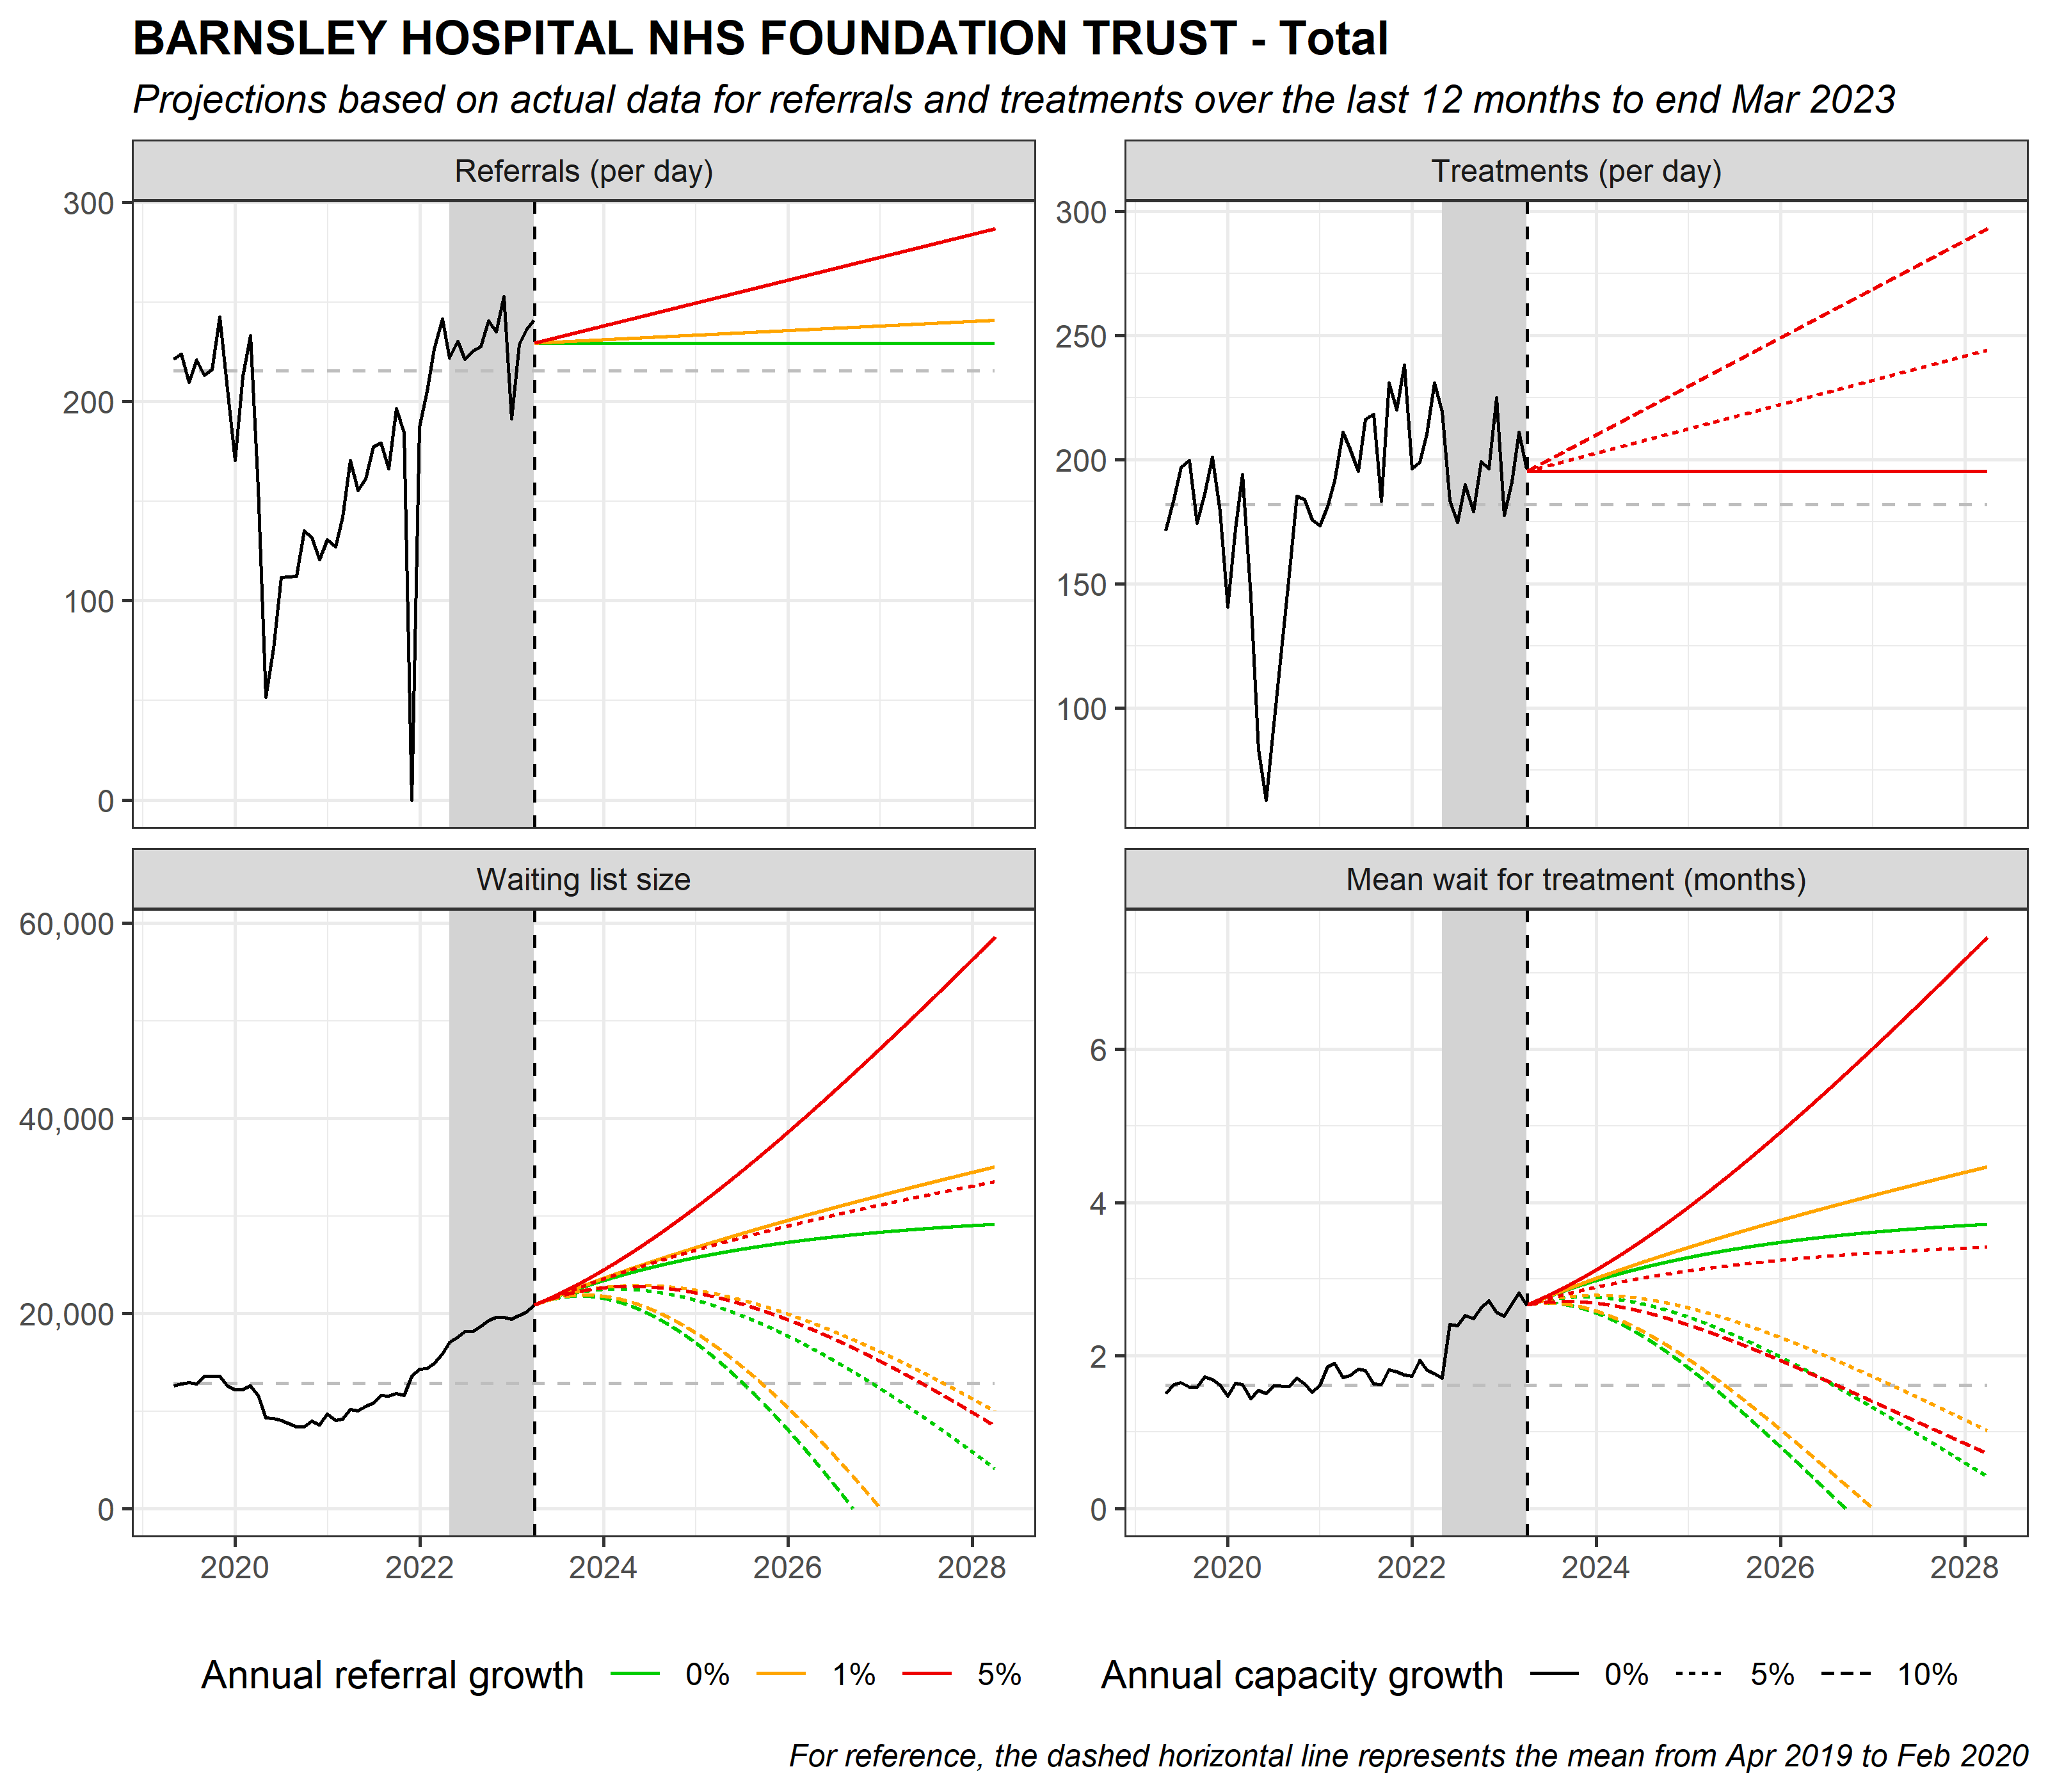 BARNSLEY HOSPITAL NHS FOUNDATION TRUST - Total
Projections based on actual data for referrals and treatments over the last 12 months to end Mar 2023
Referrals (per day)
300
200
100
0
Treatments (per day)
300
250
200
150
100
Waiting list size
60,000
40,000
20,000
0
2020 2022 2024 2026 2028
Mean wait for treatment (months)
6
4
2
0
2020 2022 2024 2026 2028
Annual referral growth 0% 1% 5%
Annual capacity growth 0% 5% 10%
For reference, the dashed horizontal line represents the mean from Apr 2019 to Feb 2020